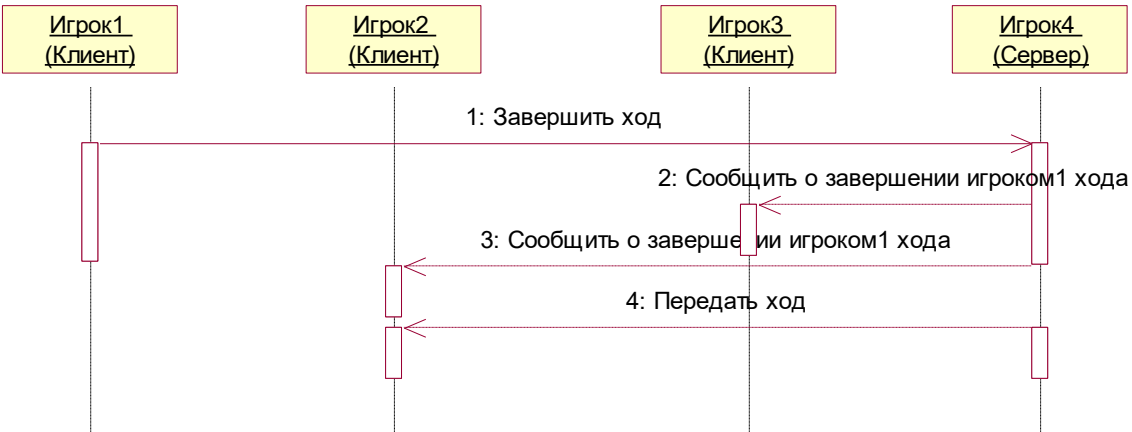 Игрок1
(Клиент)
Игрок2
(Клиент)
Игрок3
(Клиент)
Игрок4
(Сервер)
1: Завершить ход
2: Сообщить о завершении игроком1 хода
3: Сообщить о завершении игроком1 хода
4: Передать ход